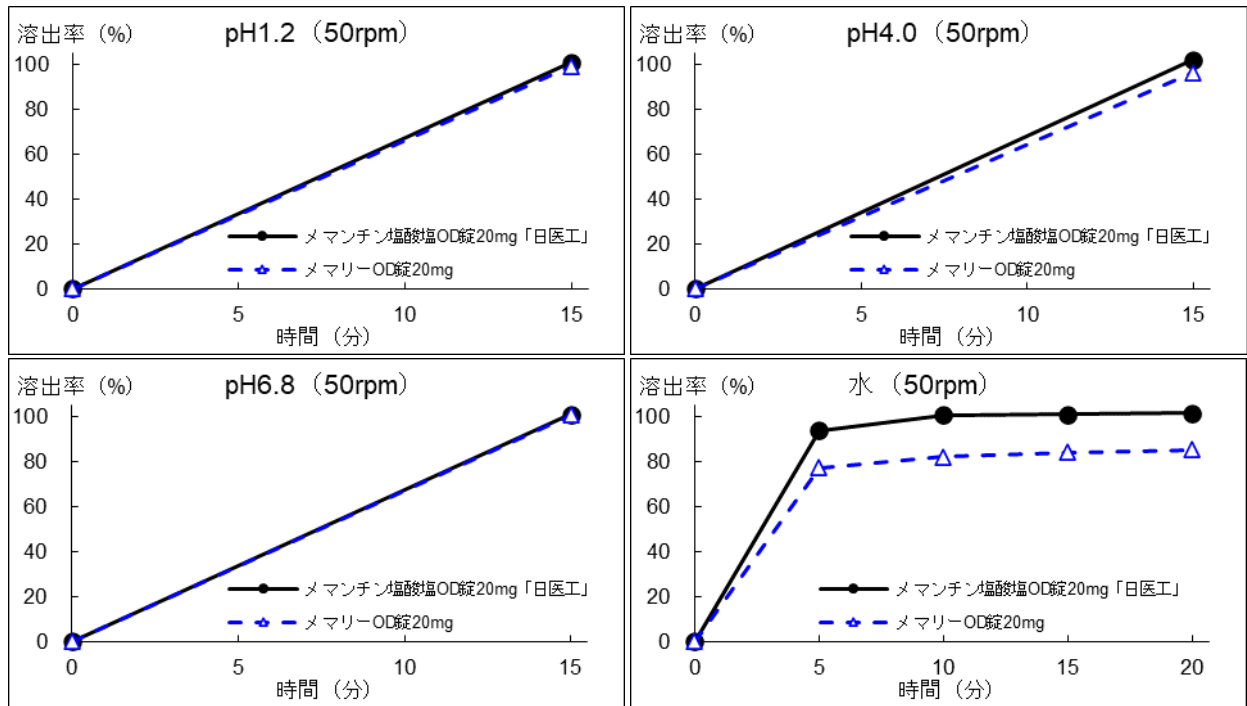 溶出率 (%)
pH1.2（50rpm）
100
80
60
40
20
0
メマンチン塩酸塩OD錠20mg「日医工」
メマリーOD錠20mg
0 5 10 15
時間（分）
溶出率 (%)
pH4.0（50rpm）
100
80
60
40
20
0
メマンチン塩酸塩OD錠20mg「日医工」
メマリーOD錠20mg
0 5 10 15
時間（分）
溶出率 (%)
pH6.8（50rpm）
100
80
60
40
20
0
メマンチン塩酸塩OD錠20mg「日医工」
メマリーOD錠20mg
0 5 10 15
時間（分）
溶出率 (%)
水（50rpm）
100
80
60
40
20
0
メマンチン塩酸塩OD錠20mg「日医工」
メマリーOD錠20mg
0 5 10 15 20
時間（分）